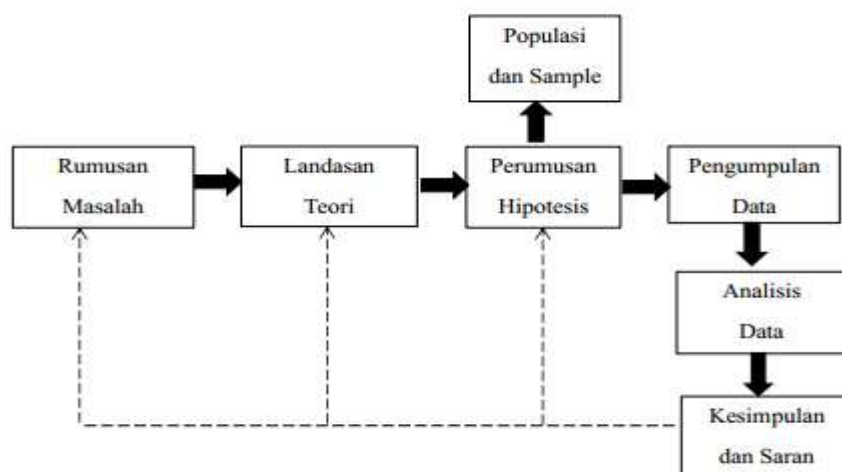 Populasi
dan Sample
Rumusan
Masalah
Landasan
Teori
Perumusan
Hipotesis
Pengumpulan
Data
Analisis
Data
Kesimpulan
dan Saran